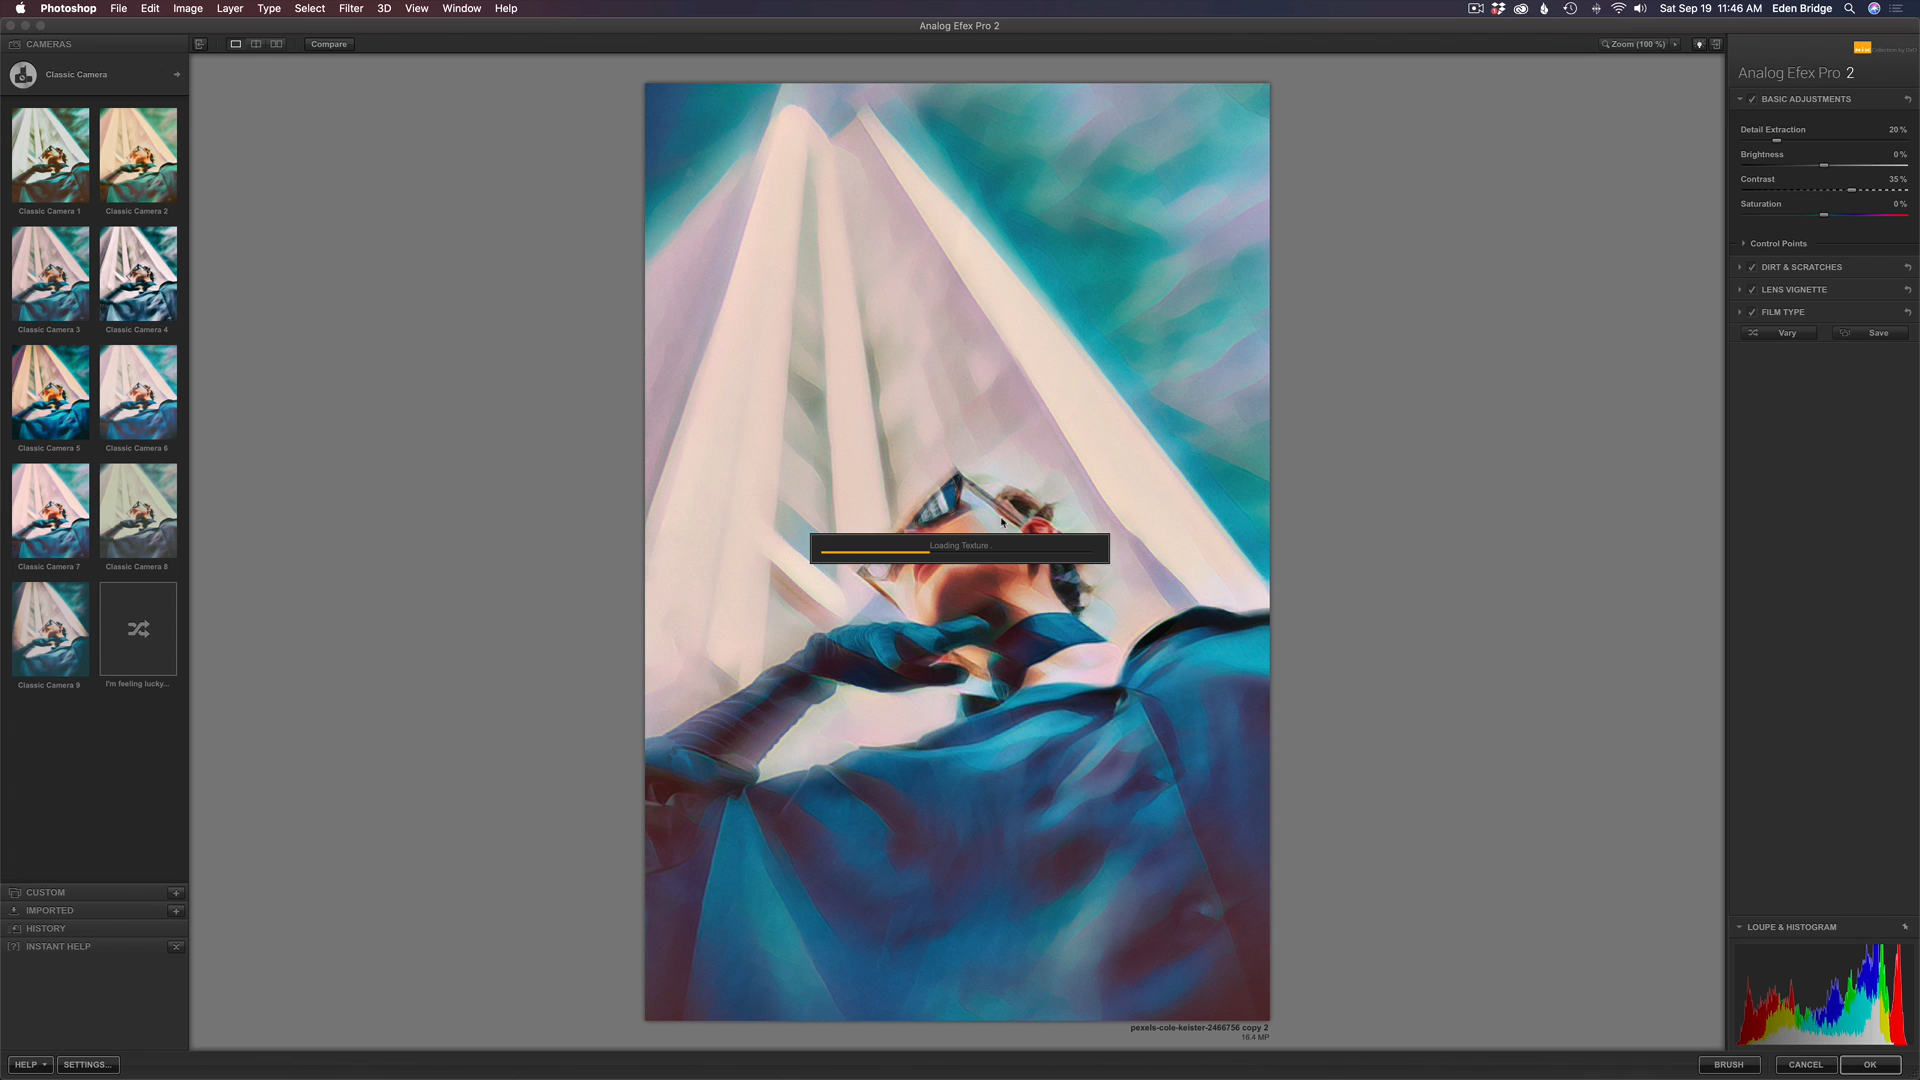 Photoshop File Edit Image Layer Type Select Filter 3D View Window Help
Sat Sep 19 11:46 AM Eden Bridge
Analog Efex Pro 2
CAMERAS
Compare
Zoom (100 %)
Classic Camera
Classic Camera 1
Classic Camera 2
Classic Camera 3
Classic Camera 4
Classic Camera 5
Classic Camera 6
Classic Camera 7
Classic Camera 8
Classic Camera 9
I'm feeling lucky...
CUSTOM
IMPORTED
HISTORY
INSTANT HELP
HELP
SETTINGS...
Loading Texture .
pexels-cole-keister-2466756 copy 2
16.4 MP
Analog Efex Pro 2
BASIC ADJUSTMENTS
Detail Extraction 20 %
Brightness 0 %
Contrast 35 %
Saturation 0 %
Control Points
DIRT & SCRATCHES
LENS VIGNETTE
FILM TYPE
Vary Save
LOUPE & HISTOGRAM
BRUSH CANCEL OK